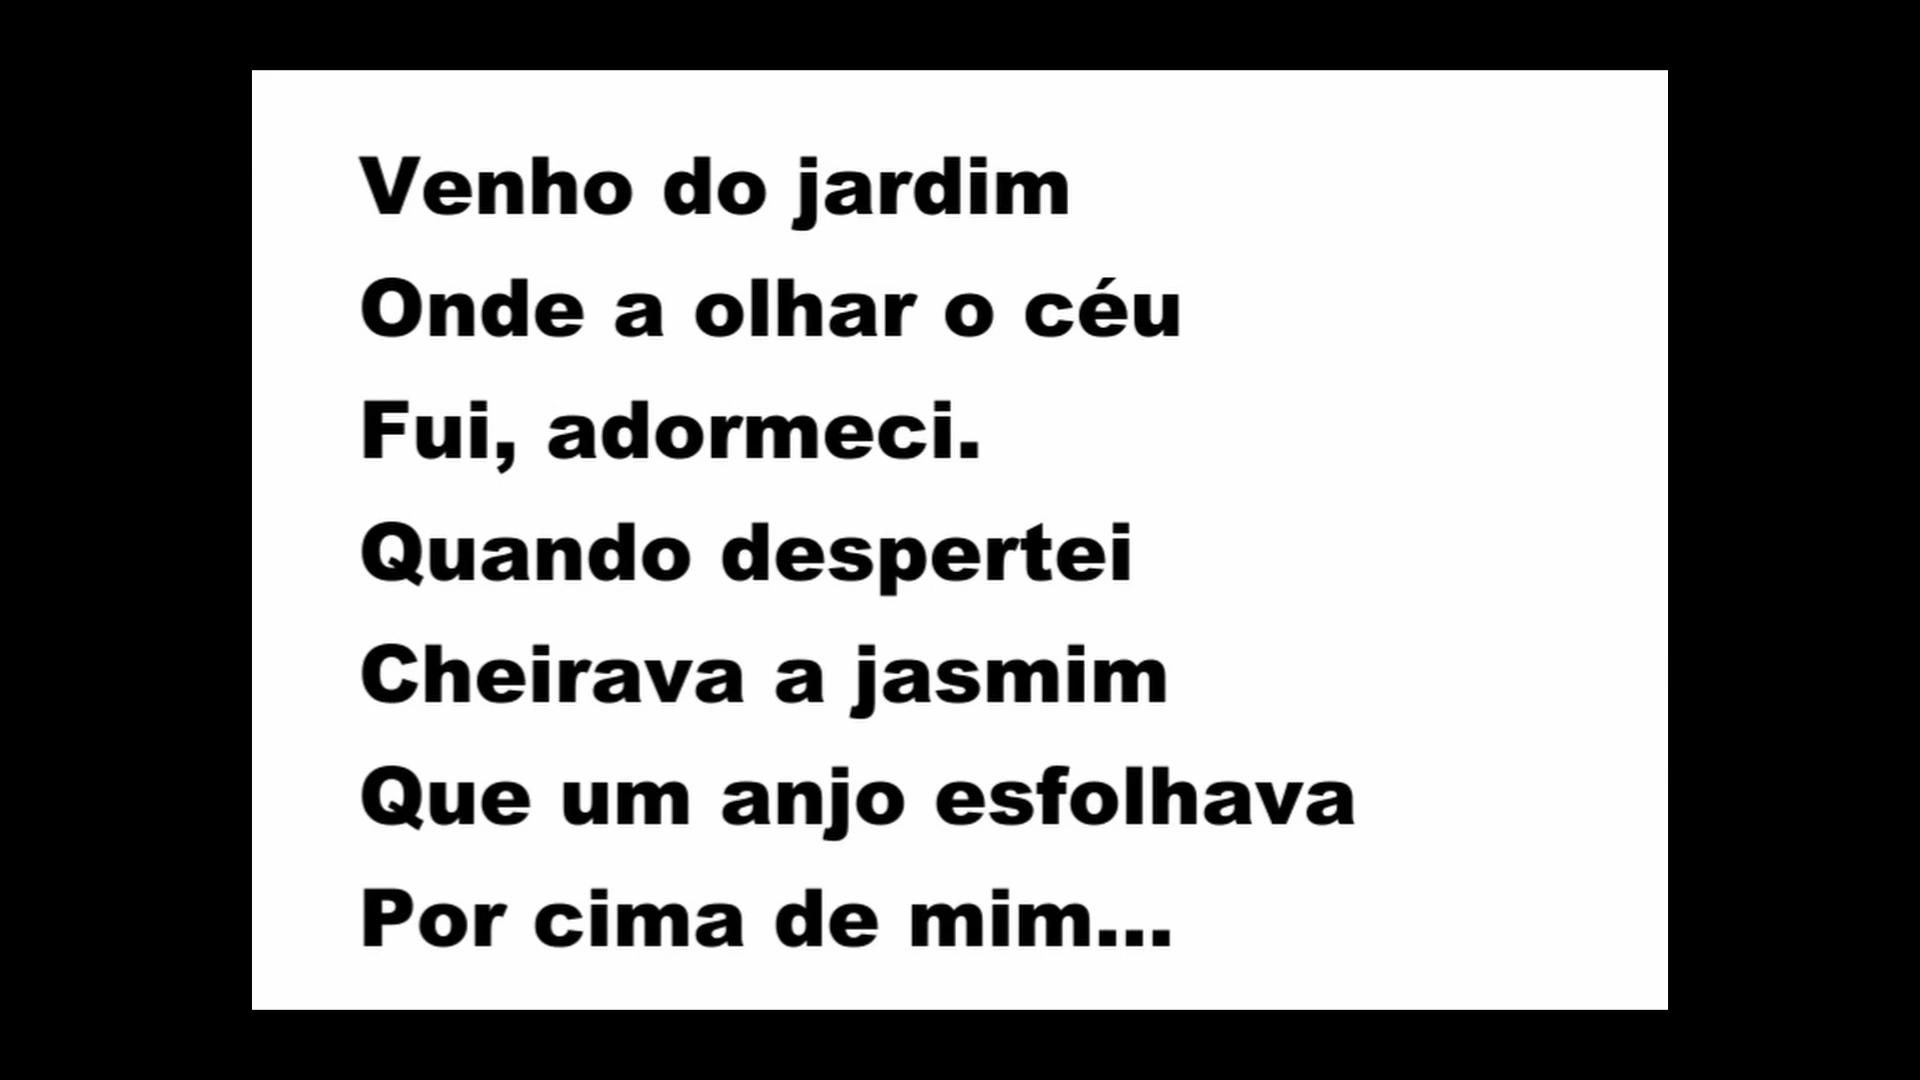 Venho do jardim
Onde a olhar o céu
Fui, adormeci.
Quando despertei
Cheirava a jasmim
Que um anjo esfolhava
Por cima de mim...